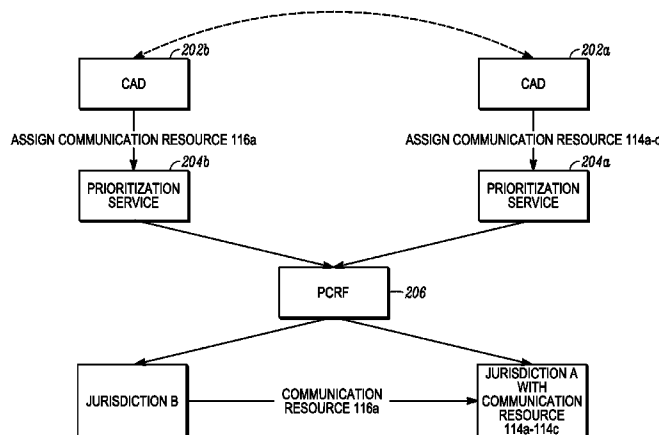 202b
202a
CAD
CAD
ASSIGN COMMUNICATION RESOURCE 116a
ASSIGN COMMUNICATION RESOURCE 114a-c
204b
204a
PRIORITIZATION
SERVICE
PRIORITIZATION
SERVICE
PCRF
206
JURISDICTION B
COMMUNICATION
RESOURCE 116a
JURISDICTION A
WITH
COMMUNICATION
RESOURCE
114a-114c